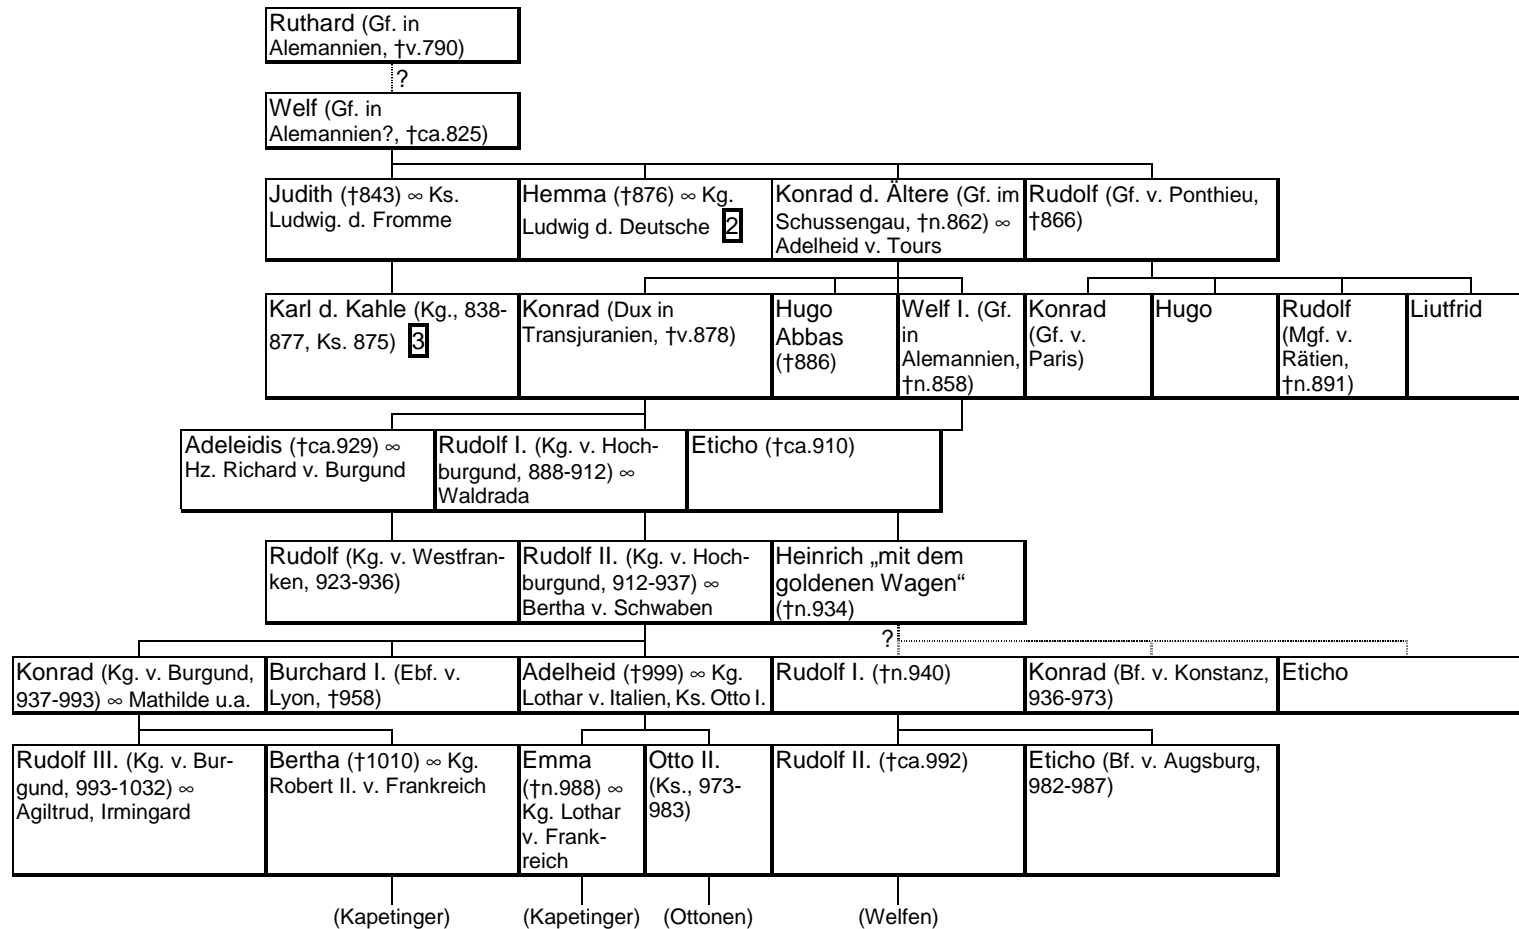 Ruthard (Gf. in
Alemannien, †v.790)
?
Welf (Gf. in
Alemannien?, †ca.825)
Judith (†843) ∞ Ks.
Ludwig. d. Fromme
Hemma (†876) ∞ Kg.
Ludwig d. Deutsche 2
Konrad d. Ältere (Gf. im
Schussengau, †n.862) ∞
Adelheid v. Tours
Rudolf (Gf. v. Ponthieu,
†866)
Karl d. Kahle (Kg., 838-
877, Ks. 875) 3
Konrad (Dux in
Transjuranien, †v.878)
Hugo
Abbas
(†886)
Welf I. (Gf.
in
Alemannien,
†n.858)
Konrad
(Gf. v.
Paris)
Hugo
Rudolf
(Mgf. v.
Rätien,
†n.891)
Liutfrid
Adeleidis (†ca.929) ∞
Hz. Richard v. Burgund
Rudolf I. (Kg. v. Hoch-
burgund, 888-912) ∞
Waldrada
Eticho (†ca.910)
Rudolf (Kg. v. Westfran-
ken, 923-936)
Rudolf II. (Kg. v. Hoch-
burgund, 912-937) ∞
Bertha v. Schwaben
Heinrich „mit dem
goldenen Wagen“
(†n.934)
?
Konrad (Kg. v. Burgund,
937-993) ∞ Mathilde u.a.
Burchard I. (Ebf. v.
Lyon, †958)
Adelheid (†999) ∞ Kg.
Lothar v. Italien, Ks. Otto I.
Rudolf I. (†n.940)
Konrad (Bf. v. Konstanz,
936-973)
Eticho
Rudolf III. (Kg. v. Bur-
gund, 993-1032) ∞
Agiltrud, Irmingard
Bertha (†1010) ∞ Kg.
Robert II. v. Frankreich
Emma
(†n.988) ∞
Kg. Lothar
v. Frank-
reich
Otto II.
(Ks., 973-
983)
Rudolf II. (†ca.992)
Eticho (Bf. v. Augsburg,
982-987)
(Kapetinger)
(Kapetinger)
(Ottonen)
(Welfen)